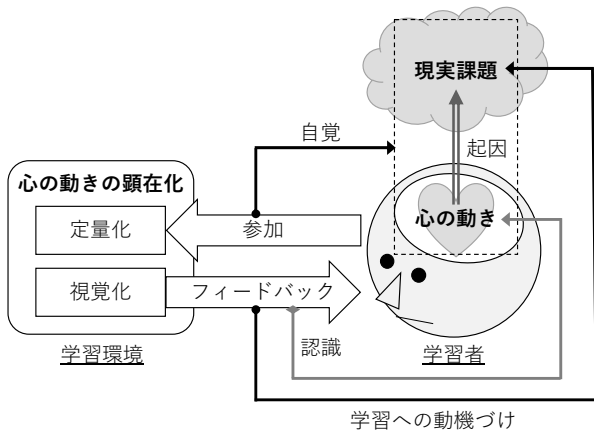 現実課題
自覚
起因
心の動きの顕在化
定量化
参加
心の動き
視覚化
フィードバック
認識
学習環境
学習者
学習への動機づけ